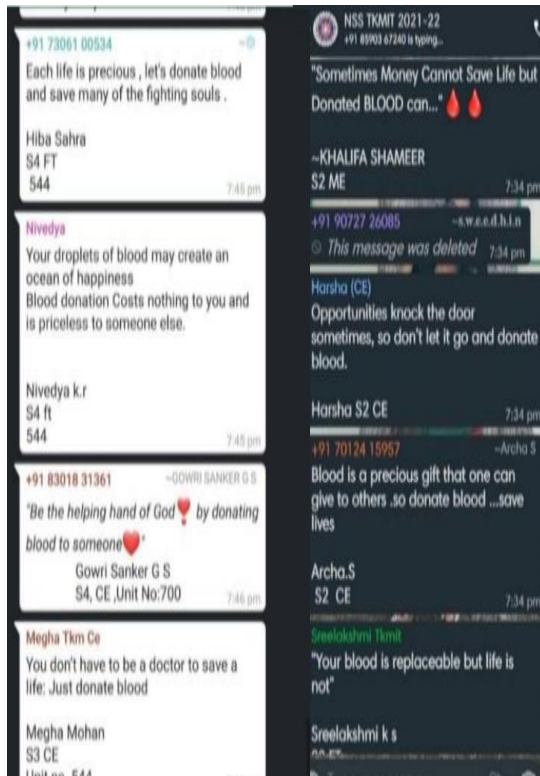 +91 73061 00534
Each life is precious , let's donate blood
and save many of the fighting souls .
Hiba Sahra
S4 FT
544
7:45 pm
Nivedya
Your droplets of blood may create an
ocean of happiness
Blood donation Costs nothing to you and
is priceless to someone else.
Nivedya k.r
S4 ft
544
7:45 pm
+91 83018 31361 ~GOWRI SANKER G S
"Be the helping hand of God❣️ by donating
blood to someone❤️"
Gowri Sanker G S
S4, CE ,Unit No:700
7:46 pm
Megha Tkm Ce
You don't have to be a doctor to save a
life: Just donate blood
Megha Mohan
S3 CE
Unit no 544
NSS TKMIT 2021-22
+91 85903 67240 is typing...
"Sometimes Money Cannot Save Life but
Donated BLOOD can..."🩸🩸
~KHALIFA SHAMEER
S2 ME
7:34 pm
+91 90727 26085 ~s.w.e.e.d.h.i.n
This message was deleted 7:34 pm
Harsha (CE)
Opportunities knock the door
sometimes, so don't let it go and donate
blood.
Harsha S2 CE
7:34 pm
+91 70124 15957 ~Archa S
Blood is a precious gift that one can
give to others .so donate blood ...save
lives
Archa.S
S2 CE
7:34 pm
Sreelakshmi Tkmit
"Your blood is replaceable but life is
not"
Sreelakshmi k s